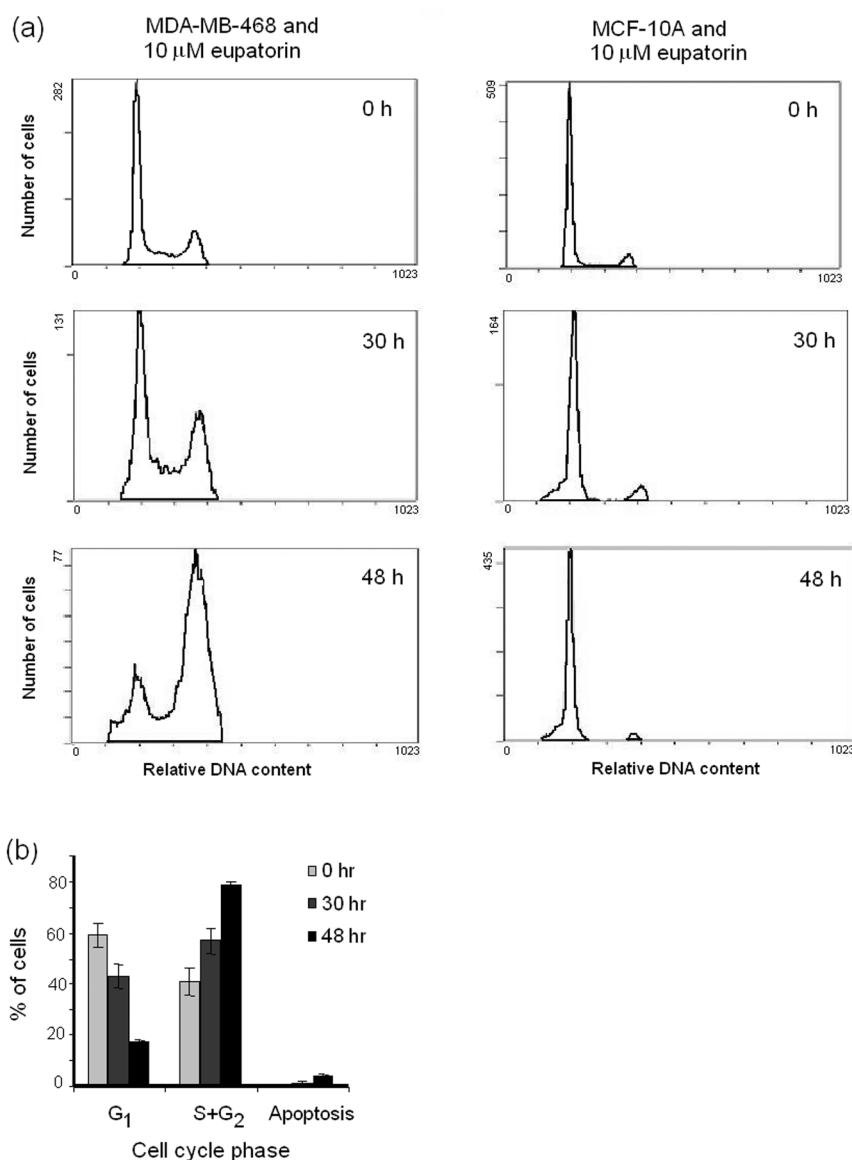 (a)
MDA-MB-468 and
10 μM eupatorin
MCF-10A and
10 μM eupatorin
282
0 h
Number of cells
0
1023
509
0 h
0
1023
131
30 h
Number of cells
0
1023
164
30 h
0
1023
77
48 h
Number of cells
0
1023
Relative DNA content
435
48 h
0
1023
Relative DNA content
(b)
0 hr
30 hr
48 hr
80
60
40
20
0
% of cells
G1
S+G2
Apoptosis
Cell cycle phase